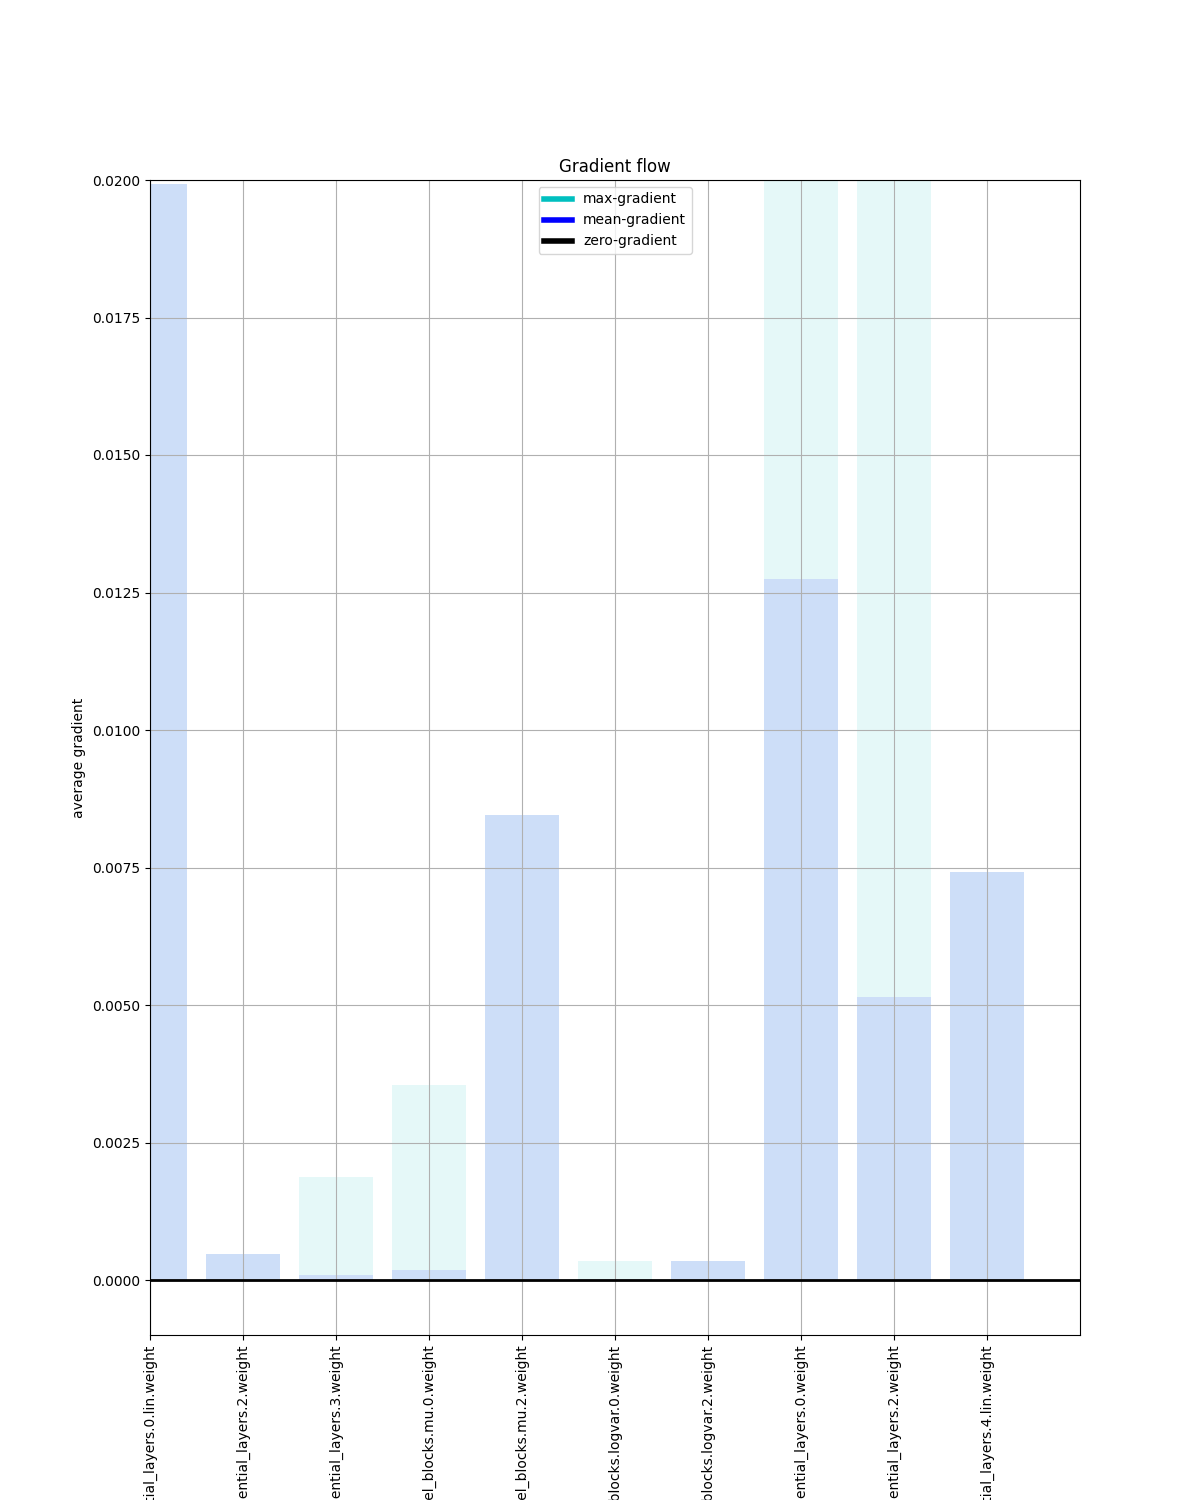 Gradient flow
max-gradient
mean-gradient
zero-gradient
0.0200
0.0175
0.0150
0.0125
0.0100
0.0075
0.0050
0.0025
0.0000
average gradient
tial_layers.0.lin.weight
ential_layers.2.weight
ential_layers.3.weight
el_blocks.mu.0.weight
el_blocks.mu.2.weight
blocks.logvar.0.weight
blocks.logvar.2.weight
ential_layers.0.weight
ential_layers.2.weight
tial_layers.4.lin.weight